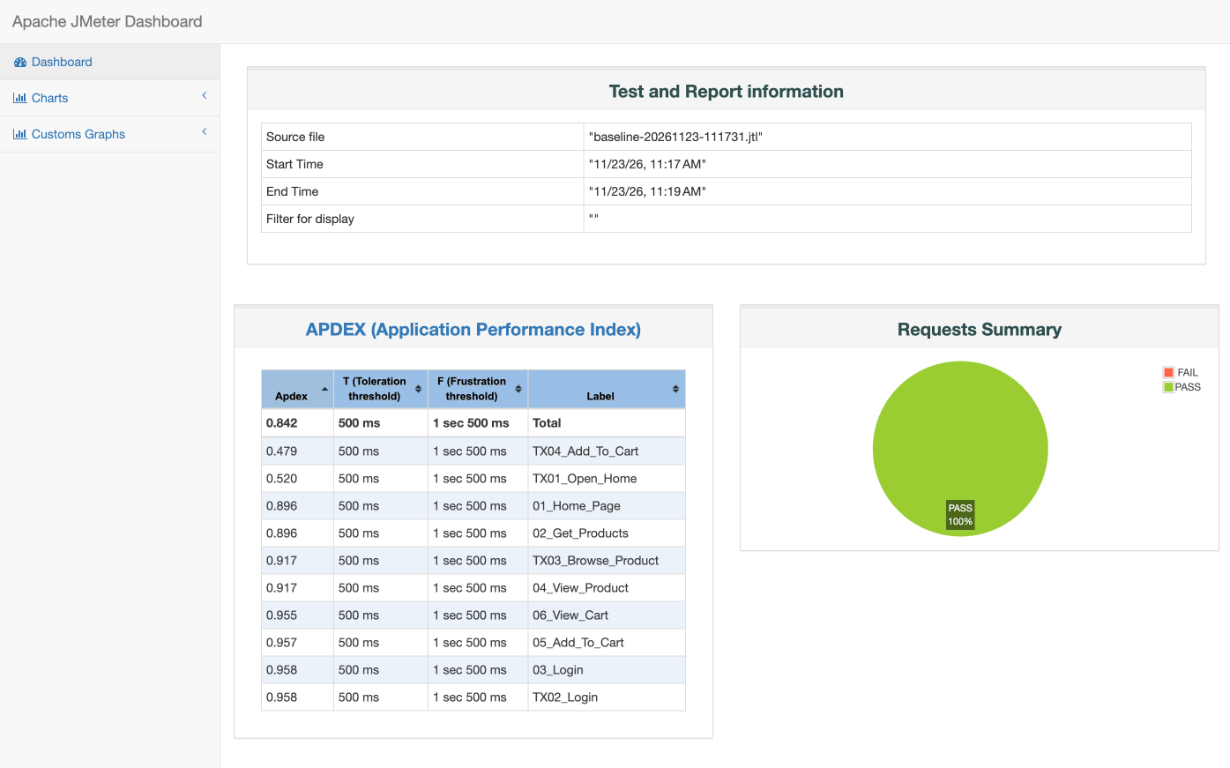 Apache JMeter Dashboard
Dashboard
Charts
Customs Graphs
Test and Report information
Source file "baseline-20261123-111731.jtl"
Start Time "11/23/26, 11:17 AM"
End Time "11/23/26, 11:19 AM"
Filter for display ""
APDEX (Application Performance Index)
Apdex T (Toleration threshold) F (Frustration threshold) Label
0.842 500 ms 1 sec 500 ms Total
0.479 500 ms 1 sec 500 ms TX04_Add_To_Cart
0.520 500 ms 1 sec 500 ms TX01_Open_Home
0.896 500 ms 1 sec 500 ms 01_Home_Page
0.896 500 ms 1 sec 500 ms 02_Get_Products
0.917 500 ms 1 sec 500 ms TX03_Browse_Product
0.917 500 ms 1 sec 500 ms 04_View_Product
0.955 500 ms 1 sec 500 ms 06_View_Cart
0.957 500 ms 1 sec 500 ms 05_Add_To_Cart
0.958 500 ms 1 sec 500 ms 03_Login
0.958 500 ms 1 sec 500 ms TX02_Login
Requests Summary
FAIL
PASS
PASS
100%